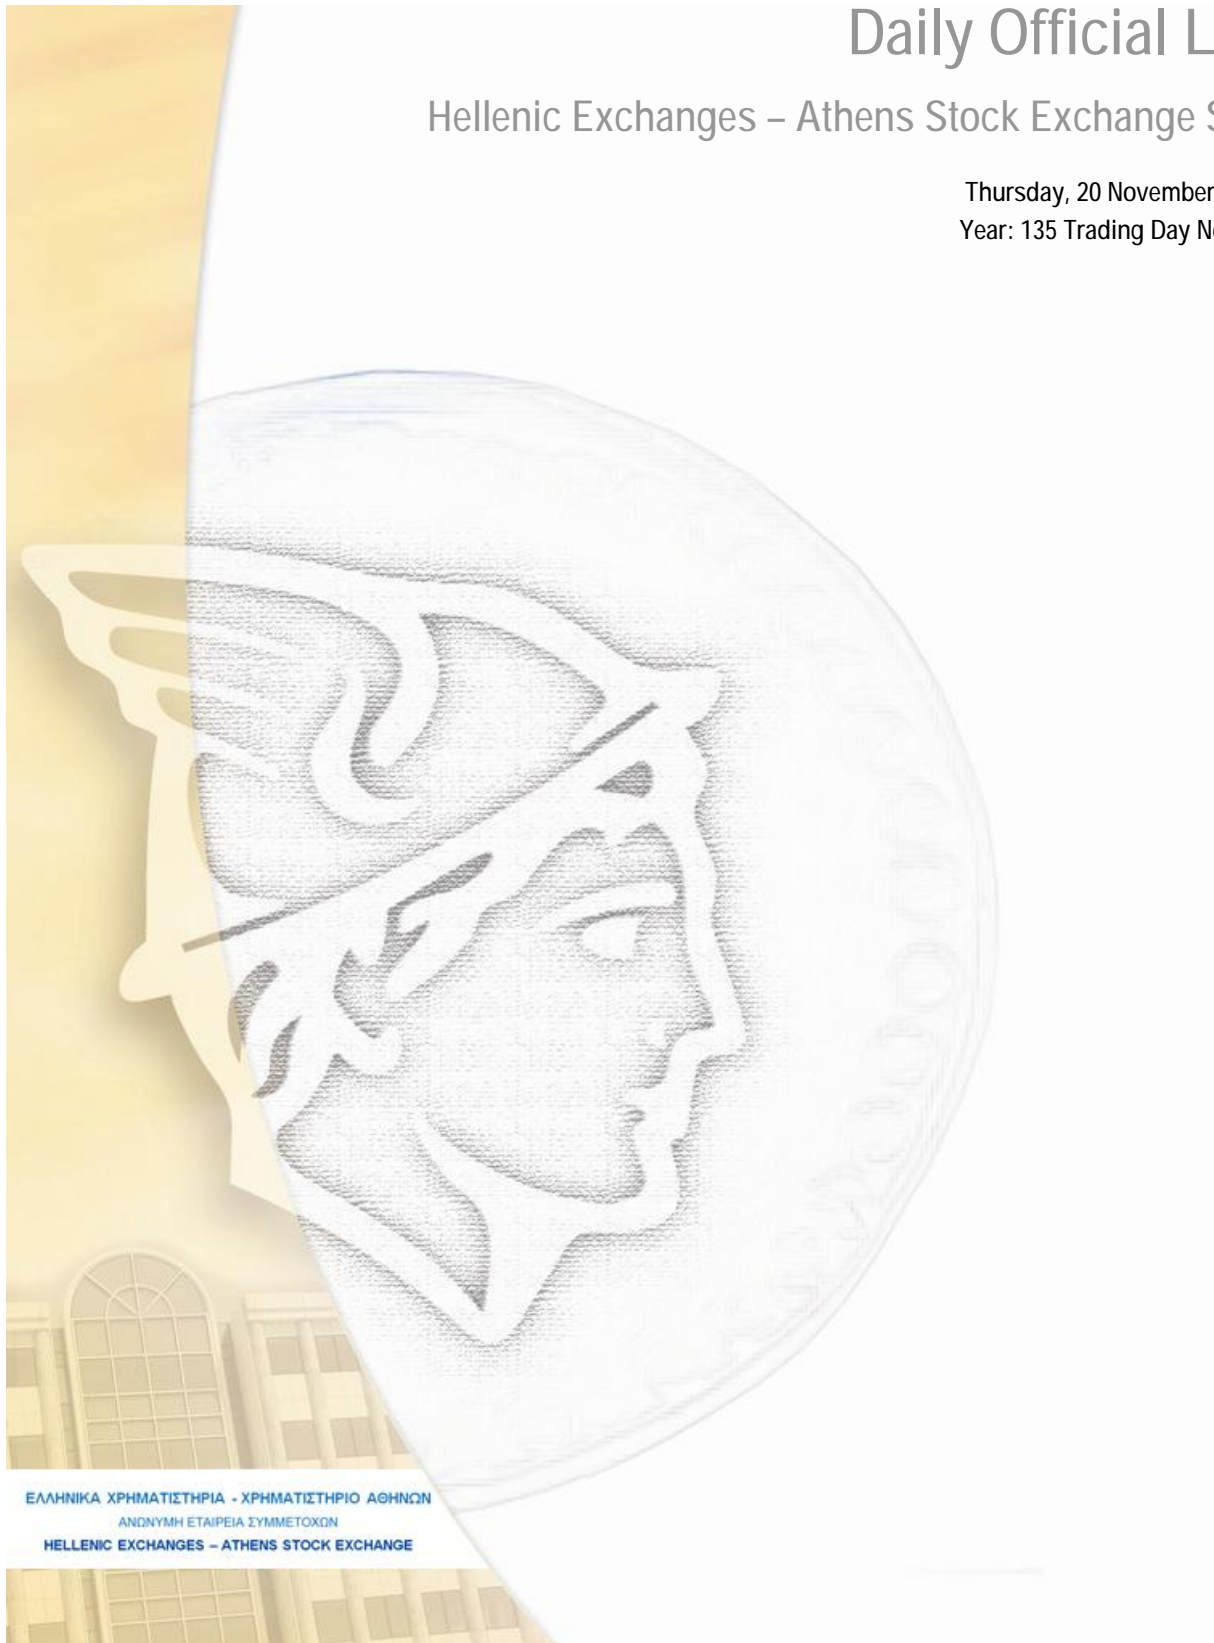 Daily Official L
Hellenic Exchanges – Athens Stock Exchange S
Thursday, 20 November
Year: 135 Trading Day N
ΕΛΛΗΝΙΚΑ ΧΡΗΜΑΤΙΣΤΗΡΙΑ - ΧΡΗΜΑΤΙΣΤΗΡΙΟ ΑΘΗΝΩΝ
ΑΝΩΝΥΜΗ ΕΤΑΙΡΕΙΑ ΣΥΜΜΕΤΟΧΩΝ
HELLENIC EXCHANGES – ATHENS STOCK EXCHANGE